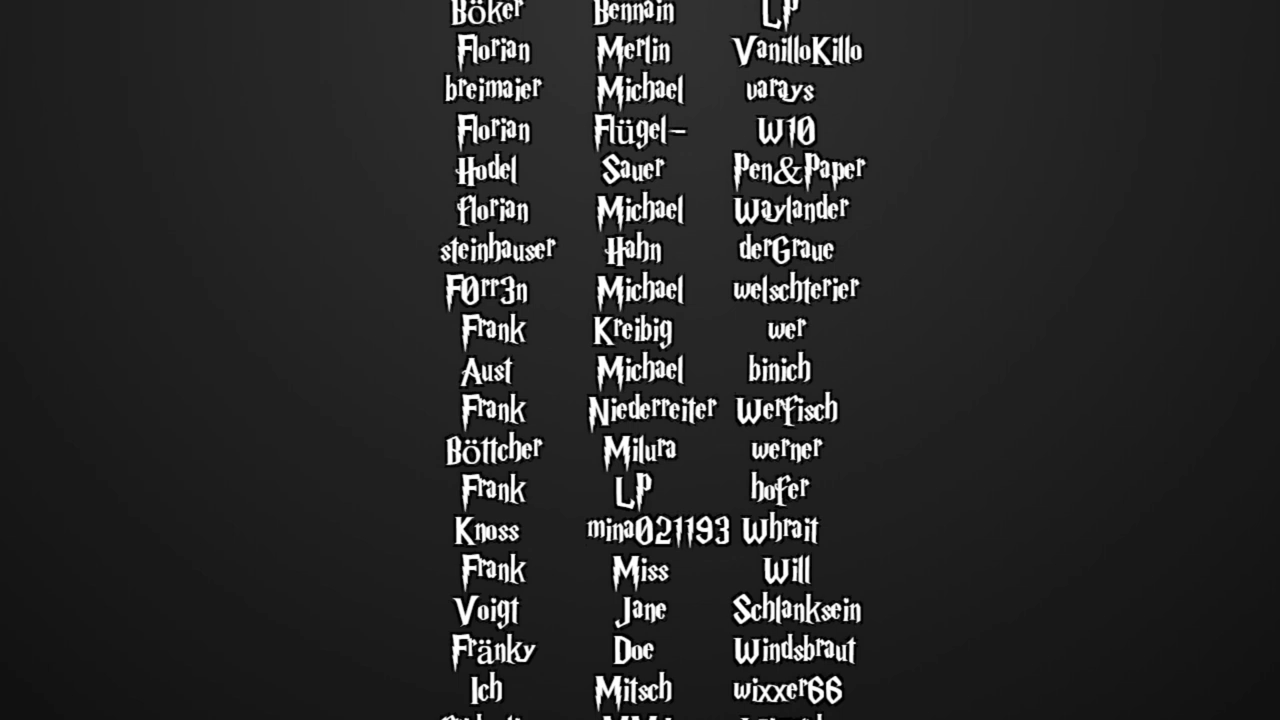 Böker Bennain LP
Florian Merlin VanilloKillo
breimaier Michael varays
Florian Flügel- W10
Hodel Sauer Pen&Paper
florian Michael Waylander
steinhauser Hahn derGraue
F0rr3n Michael welschterier
Frank Kreibig wer
Aust Michael binich
Frank Niederreiter Werfisch
Böttcher Milura werner
Frank LP hofer
Knoss mina021193 Whrait
Frank Miss Will
Voigt Jane Schlanksein
Fränky Doe Windsbraut
Ich Mitsch wixxer66